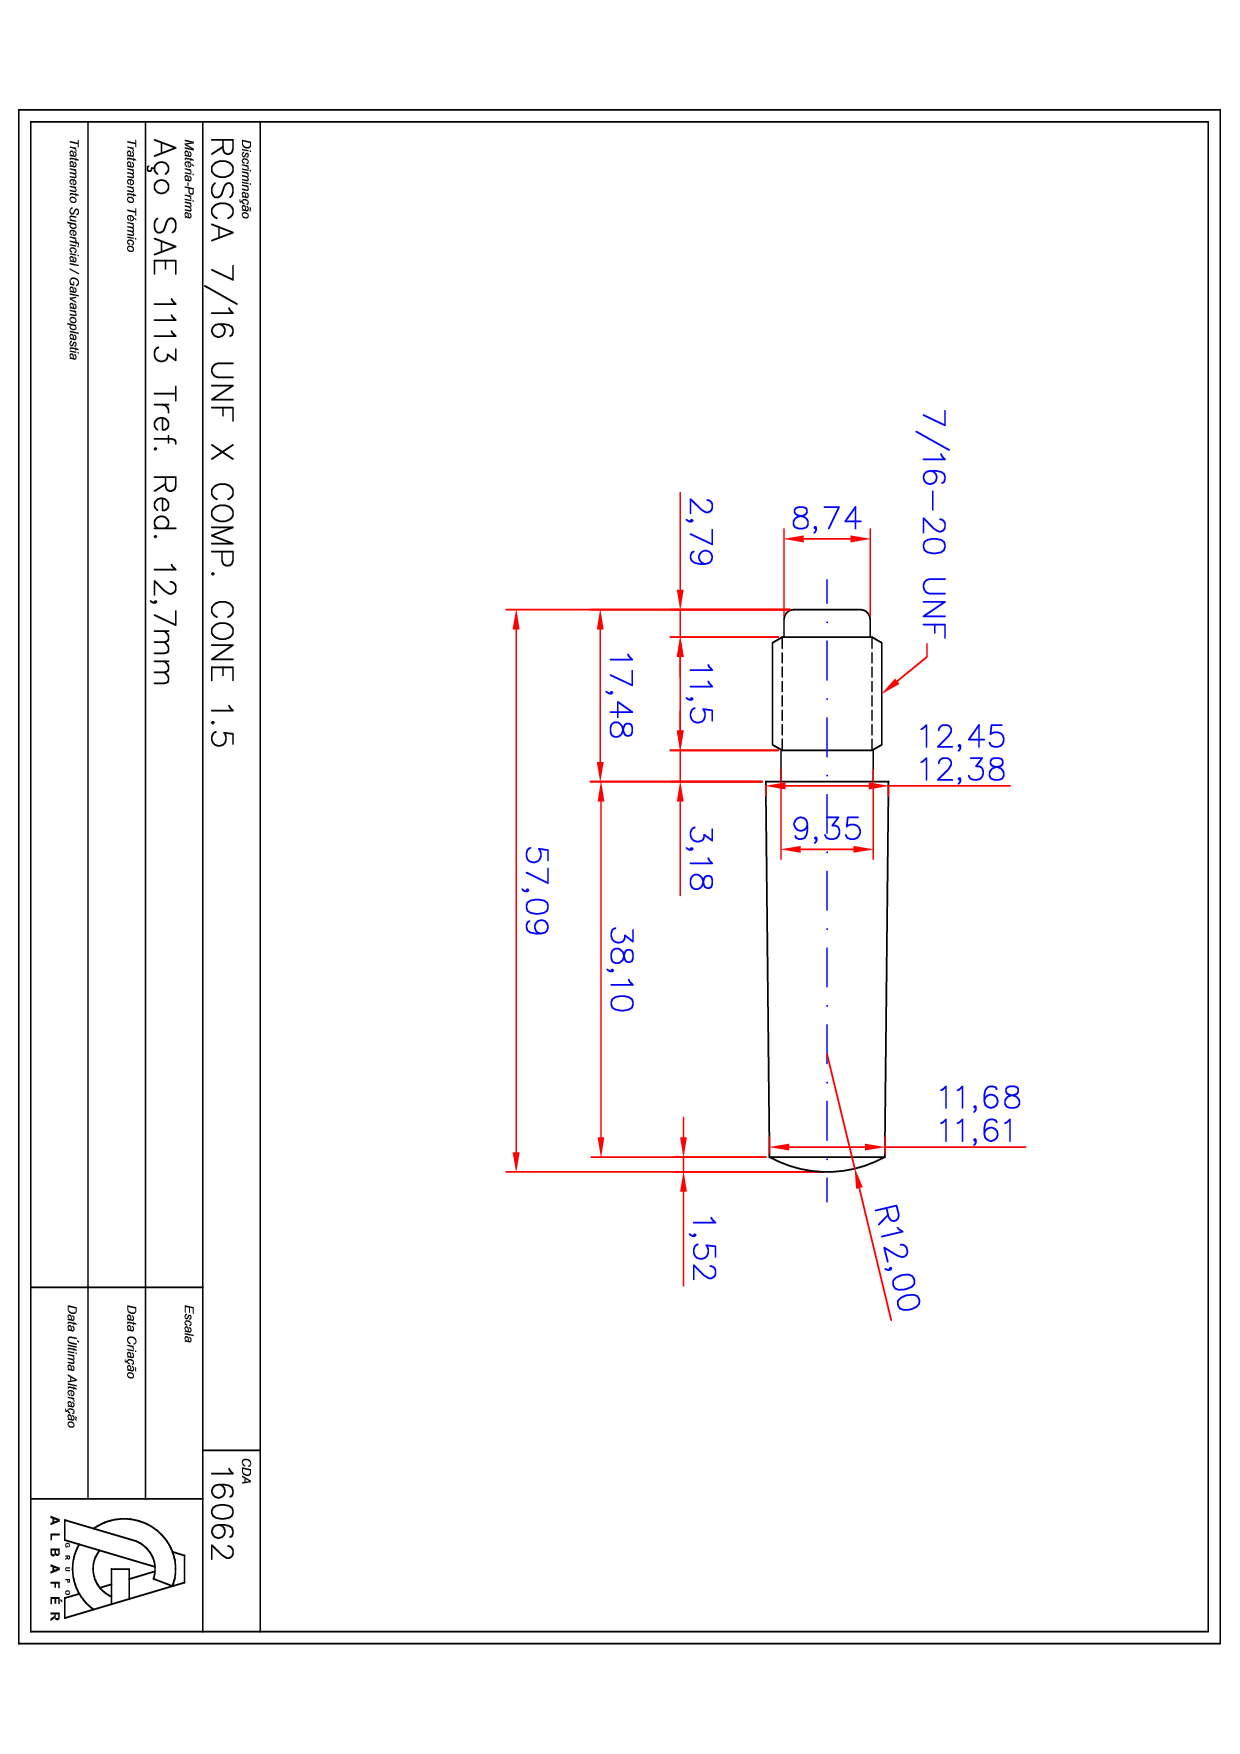 7/16-20 UNF
8,74
2,79
11,5
17,48
12,45
12,38
9,35
3,18
57,09
38,10
11,68
11,61
R12,00
1,52
Discriminação
ROSCA 7/16 UNF X COMP. CONE 1.5
CDA
16062
Matéria-Prima
Aço SAE 1113 Tref. Red. 12,7mm
Escala
Tratamento Térmico
Data Criação
Tratamento Superficial / Galvanoplastia
Data Última Alteração
GRUPO
ALBAFÉR